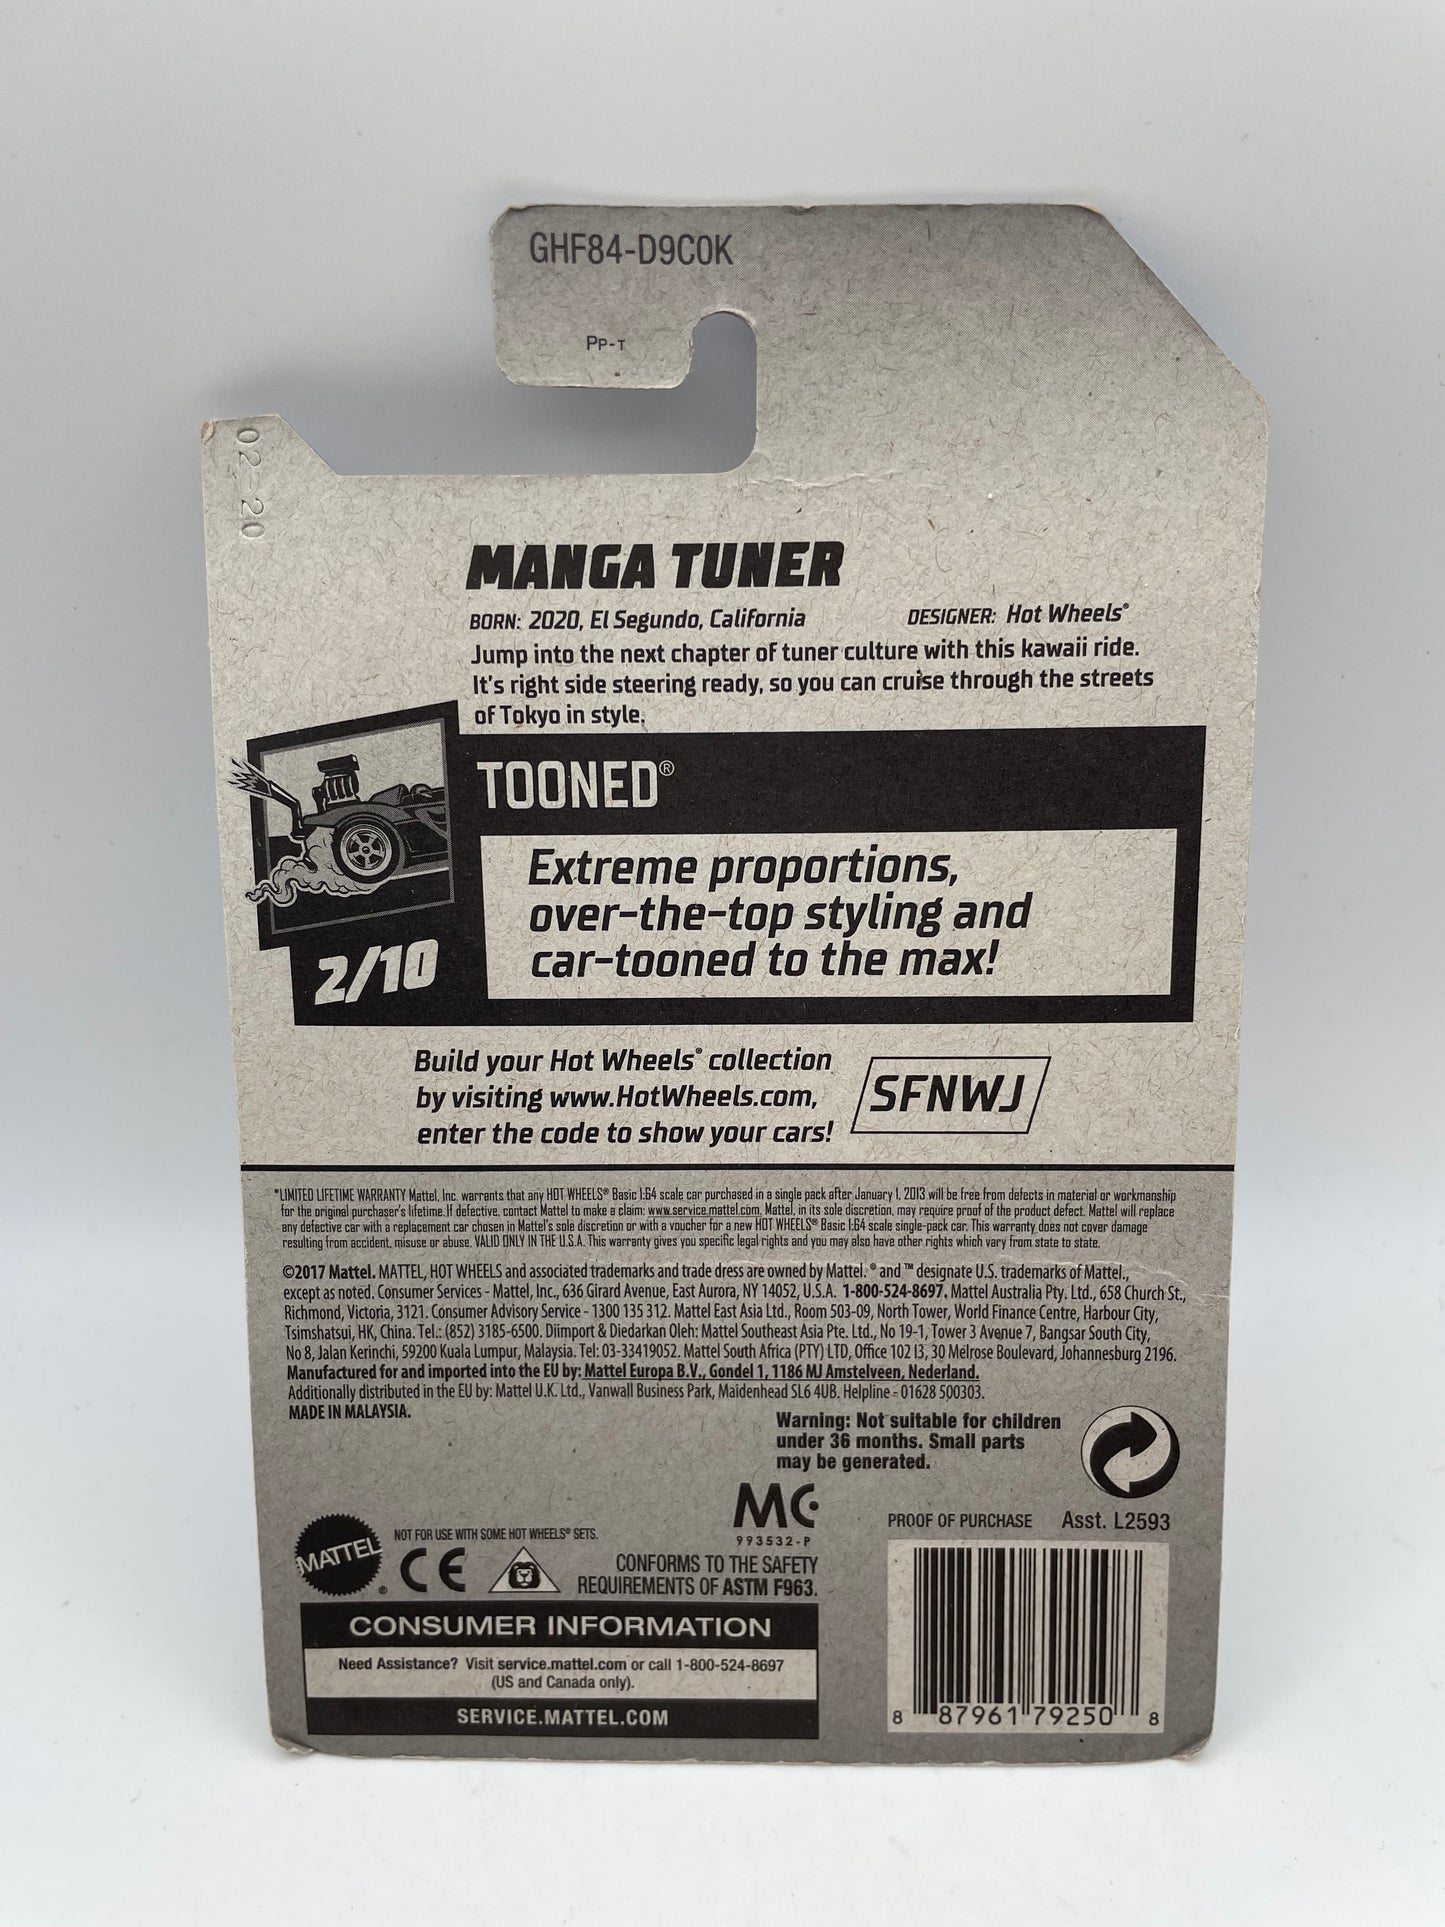 GHF84-D9C0K
Pp-T
02-20
MANGA TUNER
BORN: 2020, El Segundo, California DESIGNER: Hot Wheels®
Jump into the next chapter of tuner culture with this kawaii ride.
It's right side steering ready, so you can cruise through the streets
of Tokyo in style.
TOONED®
Extreme proportions,
over-the-top styling and
car-tooned to the max!
2/10
Build your Hot Wheels® collection
by visiting www.HotWheels.com,
enter the code to show your cars!
SFNWJ
*LIMITED LIFETIME WARRANTY Mattel, Inc. warrants that any HOT WHEELS® Basic 1:64 scale car purchased in a single pack after January 1, 2013 will be free from defects in material or workmanship
for the original purchaser's lifetime. If defective, contact Mattel to make a claim: www.service.mattel.com. Mattel, in its sole discretion, may require proof of the product defect. Mattel will replace
any defective car with a replacement car chosen in Mattel's sole discretion or with a voucher for a new HOT WHEELS® Basic 1:64 scale single-pack car. This warranty does not cover damage
resulting from accident, misuse or abuse. VALID ONLY IN THE U.S.A. This warranty gives you specific legal rights and you may also have other rights which vary from state to state.
©2017 Mattel. MATTEL, HOT WHEELS and associated trademarks and trade dress are owned by Mattel. ® and ™ designate U.S. trademarks of Mattel.,
except as noted. Consumer Services - Mattel, Inc., 636 Girard Avenue, East Aurora, NY 14052, U.S.A. 1-800-524-8697. Mattel Australia Pty. Ltd., 658 Church St.,
Richmond, Victoria, 3121. Consumer Advisory Service - 1300 135 312. Mattel East Asia Ltd., Room 503-09, North Tower, World Finance Centre, Harbour City,
Tsimshatsui, HK, China. Tel.: (852) 3185-6500. Diimport & Diedarkan Oleh: Mattel Southeast Asia Pte. Ltd., No 19-1, Tower 3 Avenue 7, Bangsar South City,
No 8, Jalan Kerinchi, 59200 Kuala Lumpur, Malaysia. Tel: 03-33419052. Mattel South Africa (PTY) LTD, Office 102 I3, 30 Melrose Boulevard, Johannesburg 2196.
Manufactured for and imported into the EU by: Mattel Europa B.V., Gondel 1, 1186 MJ Amstelveen, Nederland.
Additionally distributed in the EU by: Mattel U.K. Ltd., Vanwall Business Park, Maidenhead SL6 4UB. Helpline - 01628 500303.
MADE IN MALAYSIA.
Warning: Not suitable for children
under 36 months. Small parts
may be generated.
MC
993532-P
PROOF OF PURCHASE Asst. L2593
MATTEL®
NOT FOR USE WITH SOME HOT WHEELS® SETS.
CE
CONFORMS TO THE SAFETY
REQUIREMENTS OF ASTM F963.
CONSUMER INFORMATION
Need Assistance? Visit service.mattel.com or call 1-800-524-8697
(US and Canada only).
SERVICE.MATTEL.COM
8 87961 79250 8